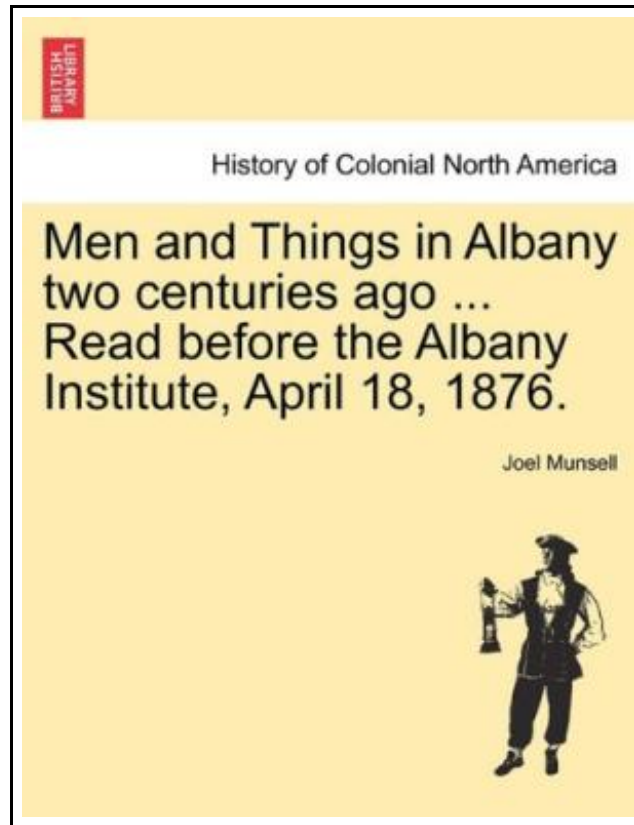 BRITISH
LIBRARY
History of Colonial North America
Men and Things in Albany
two centuries ago ...
Read before the Albany
Institute, April 18, 1876.
Joel Munsell